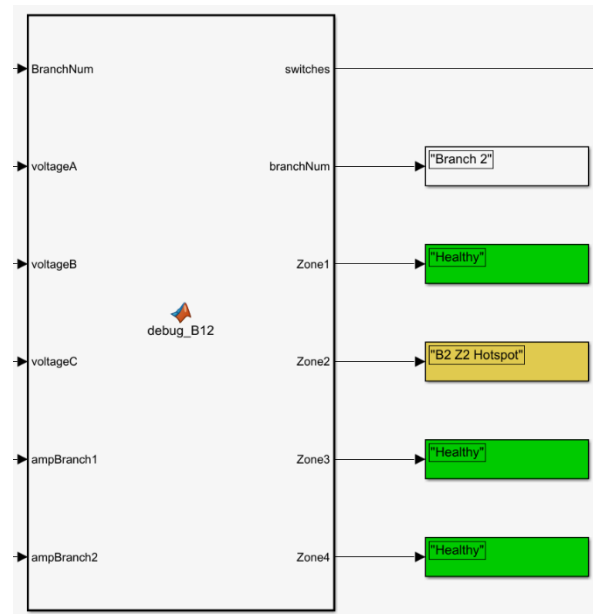 BranchNum
switches
voltageA
branchNum
"Branch 2"
voltageB
Zone1
"Healthy"
debug_B12
voltageC
Zone2
"B2 Z2 Hotspot"
ampBranch1
Zone3
"Healthy"
ampBranch2
Zone4
"Healthy"